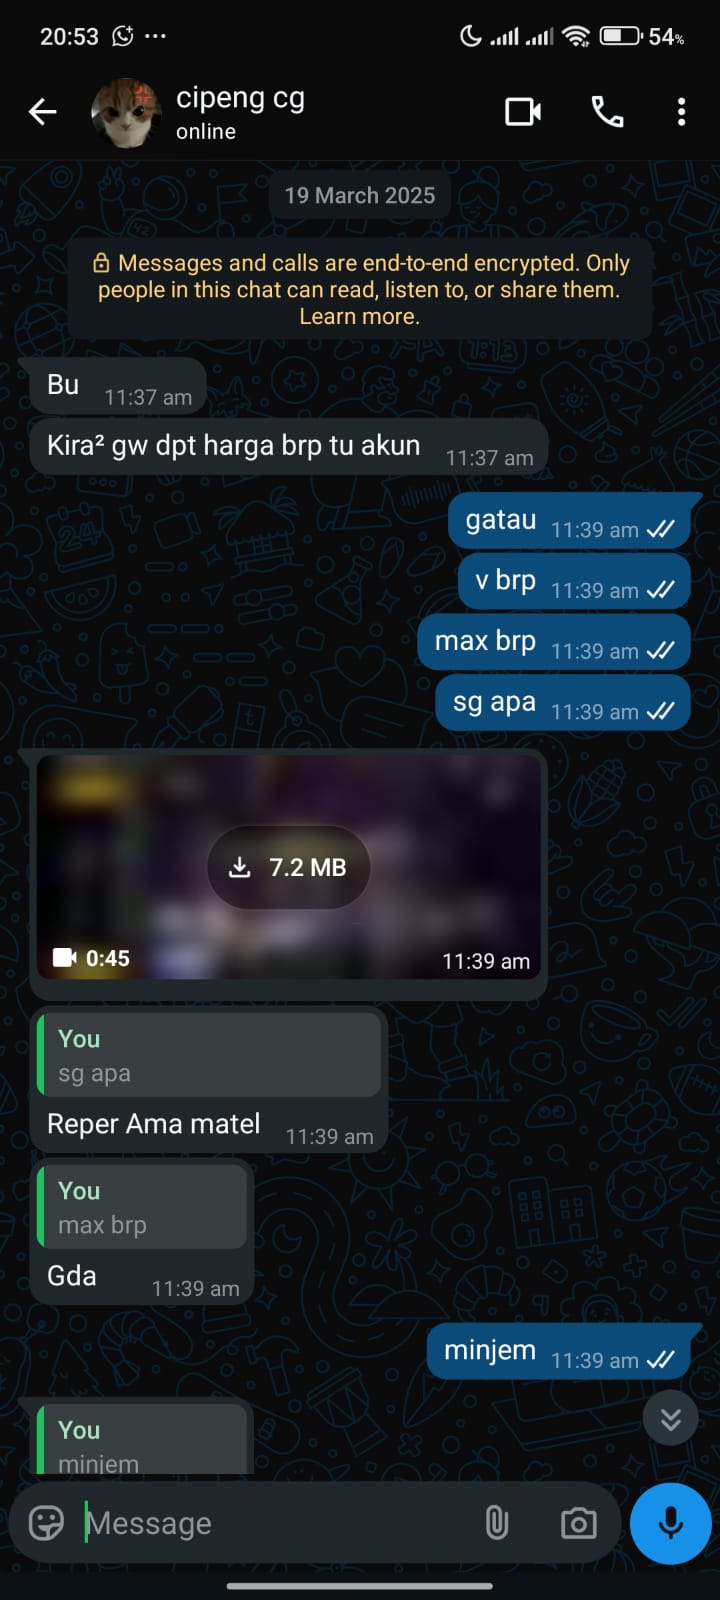 20:53
54%
cipeng cg
online
19 March 2025
Messages and calls are end-to-end encrypted. Only
people in this chat can read, listen to, or share them.
Learn more.
Bu 11:37 am
Kira² gw dpt harga brp tu akun 11:37 am
gatau 11:39 am
v brp 11:39 am
max brp 11:39 am
sg apa 11:39 am
7.2 MB
0:45 11:39 am
You
sg apa
Reper Ama matel 11:39 am
You
max brp
Gda 11:39 am
minjem 11:39 am
You
minjem
Message